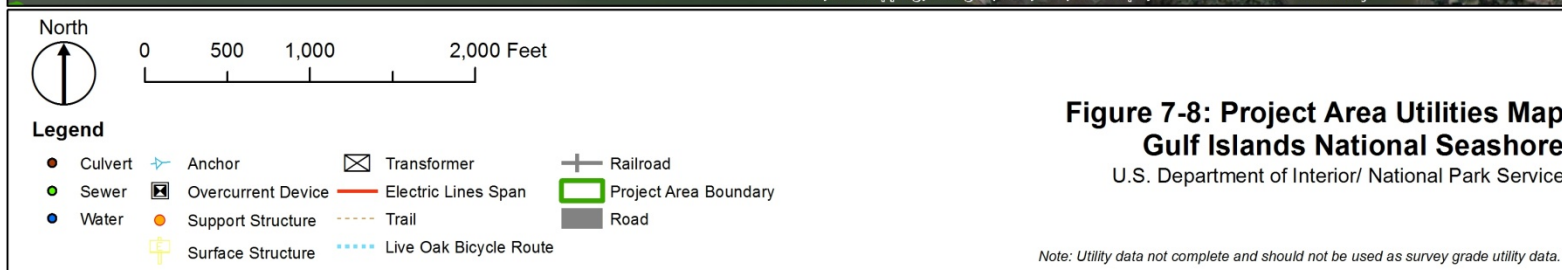 North
0 500 1,000 2,000 Feet
Legend
Culvert
Sewer
Water
Anchor
Overcurrent Device
Support Structure
Surface Structure
Transformer
Electric Lines Span
Trail
Live Oak Bicycle Route
Railroad
Project Area Boundary
Road
Figure 7-8: Project Area Utilities Map
Gulf Islands National Seashore
U.S. Department of Interior/ National Park Service
Note: Utility data not complete and should not be used as survey grade utility data.